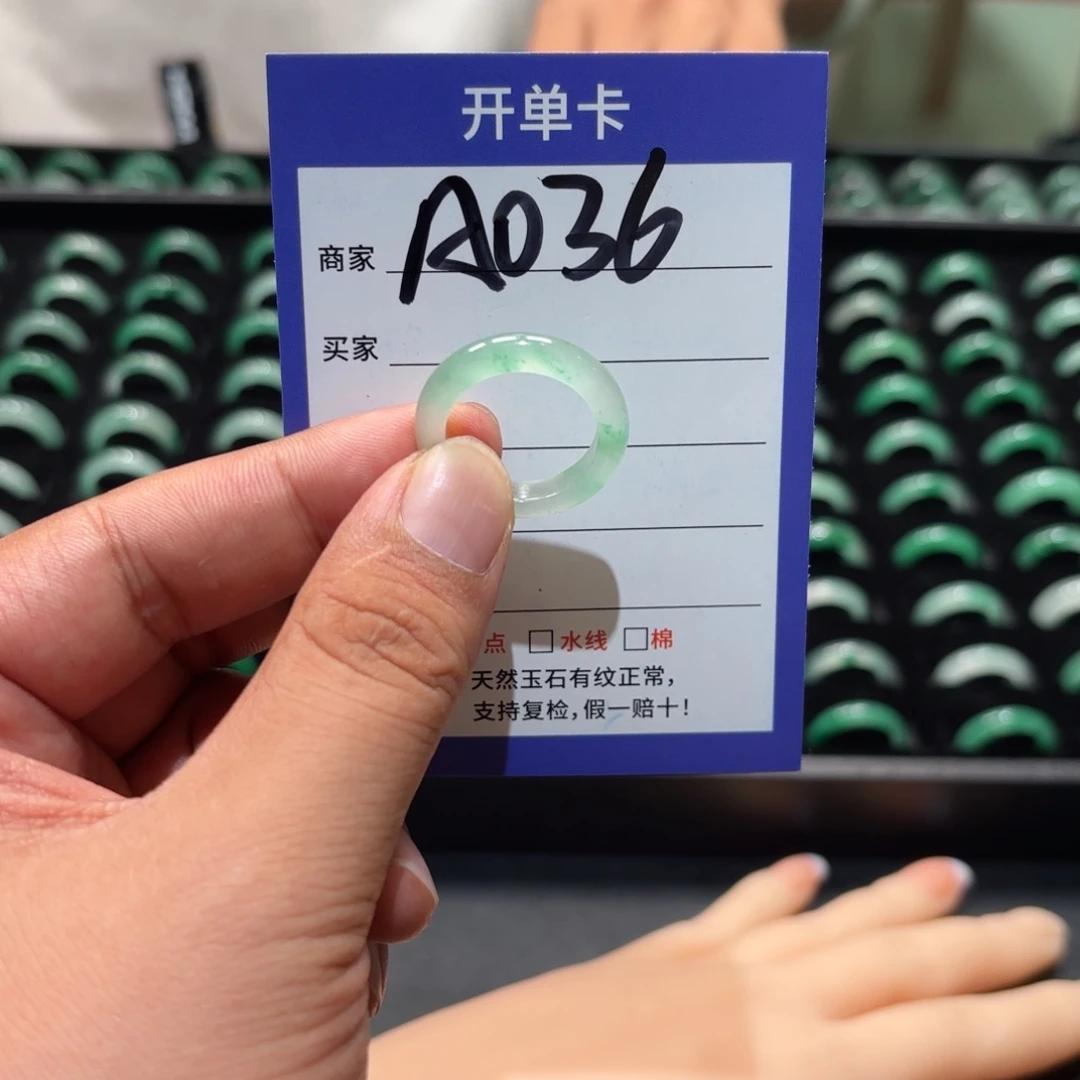 开单卡
商家 A036
买家
点 □水线 □棉
天然玉石有纹正常，
支持复检，假一赔十！